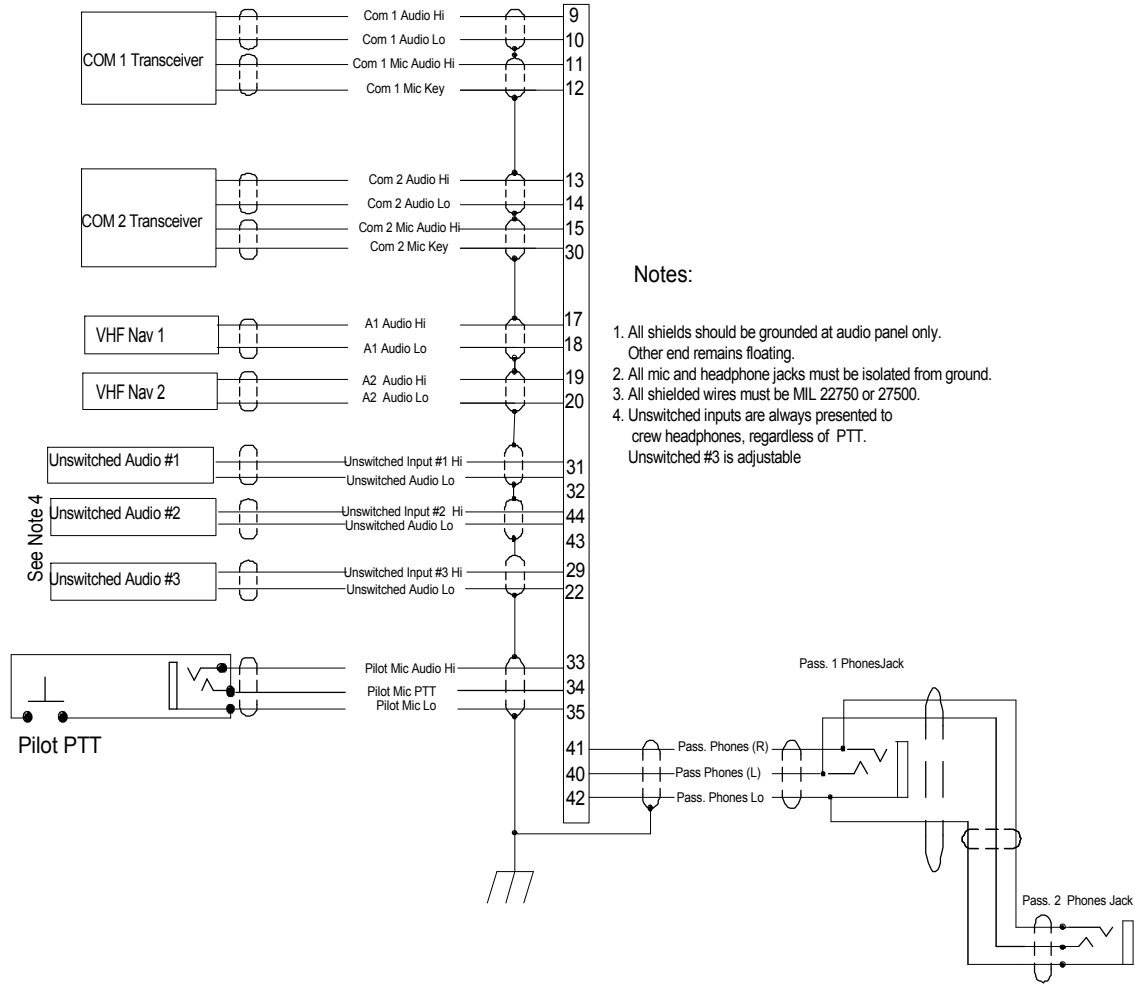 Com 1 Audio Hi
9
Com 1 Audio Lo
10
COM 1 Transceiver
Com 1 Mic Audio Hi
11
Com 1 Mic Key
12
Com 2 Audio Hi
13
Com 2 Audio Lo
14
COM 2 Transceiver
Com 2 Mic Audio Hi
15
Com 2 Mic Key
30
VHF Nav 1
A1 Audio Hi
17
A1 Audio Lo
18
VHF Nav 2
A2 Audio Hi
19
A2 Audio Lo
20
See Note 4
Unswitched Audio #1
Unswitched Input #1 Hi
31
Unswitched Audio Lo
32
Unswitched Audio #2
Unswitched Input #2 Hi
44
Unswitched Audio Lo
43
Unswitched Audio #3
Unswitched Input #3 Hi
29
Unswitched Audio Lo
22
Pilot Mic Audio Hi
33
Pilot Mic PTT
34
Pilot Mic Lo
35
Pilot PTT
41
Pass. Phones (R)
40
Pass Phones (L)
42
Pass. Phones Lo
Notes:
1. All shields should be grounded at audio panel only.
Other end remains floating.
2. All mic and headphone jacks must be isolated from ground.
3. All shielded wires must be MIL 22750 or 27500.
4. Unswitched inputs are always presented to
crew headphones, regardless of PTT.
Unswitched #3 is adjustable
Pass. 1 PhonesJack
Pass. 2 Phones Jack